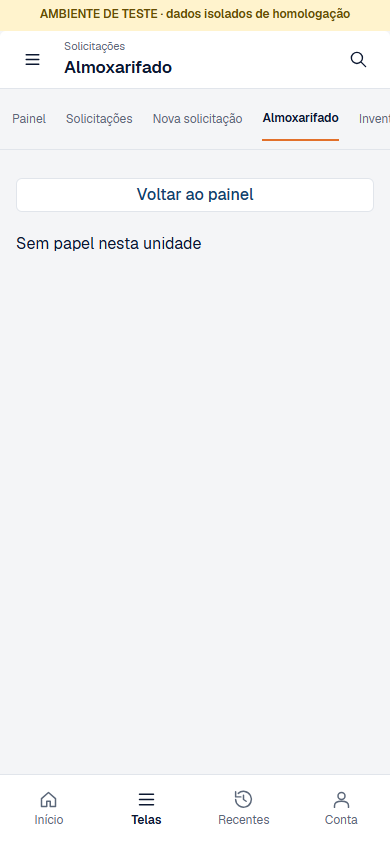 AMBIENTE DE TESTE · dados isolados de homologação
Solicitações
Almoxarifado
Painel Solicitações Nova solicitação Almoxarifado Invent
Voltar ao painel
Sem papel nesta unidade
Início Telas Recentes Conta